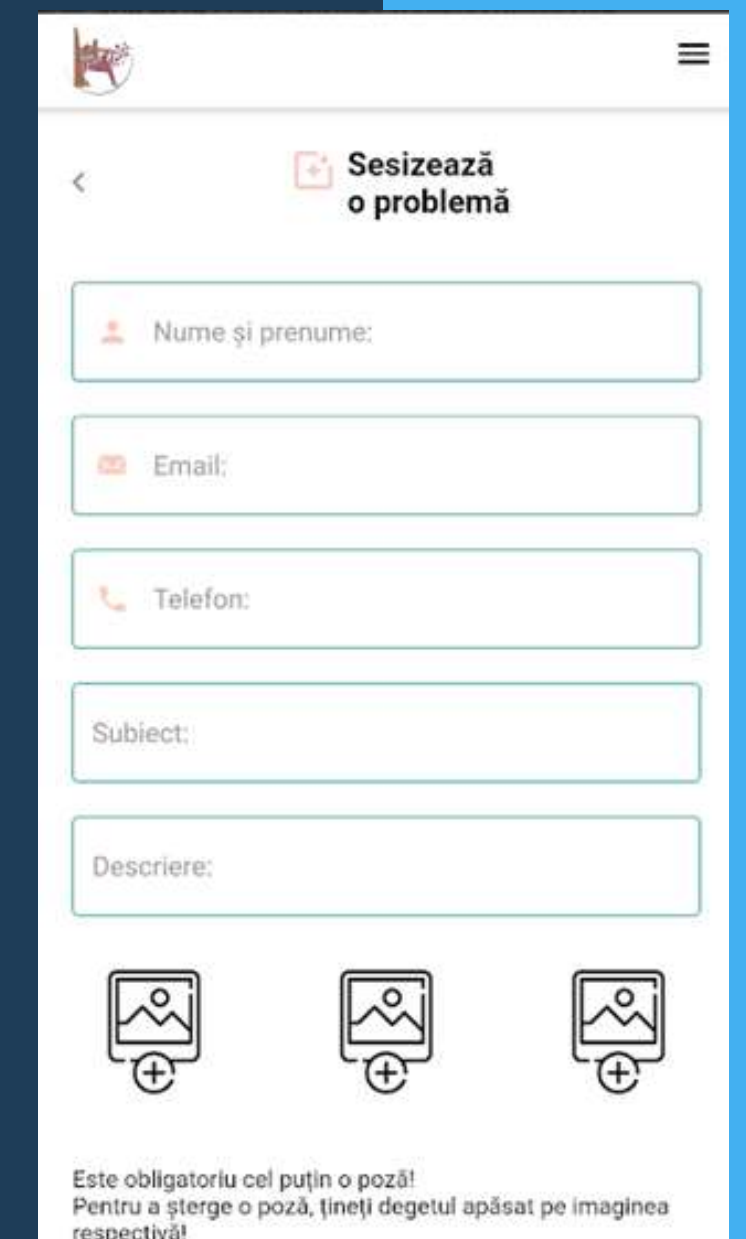 Sesizează
o problemă
Nume și prenume:
Email:
Telefon:
Subiect:
Descriere:
Este obligatoriu cel puțin o poză!
Pentru a șterge o poză, țineți degetul apăsat pe imaginea
respectivă!